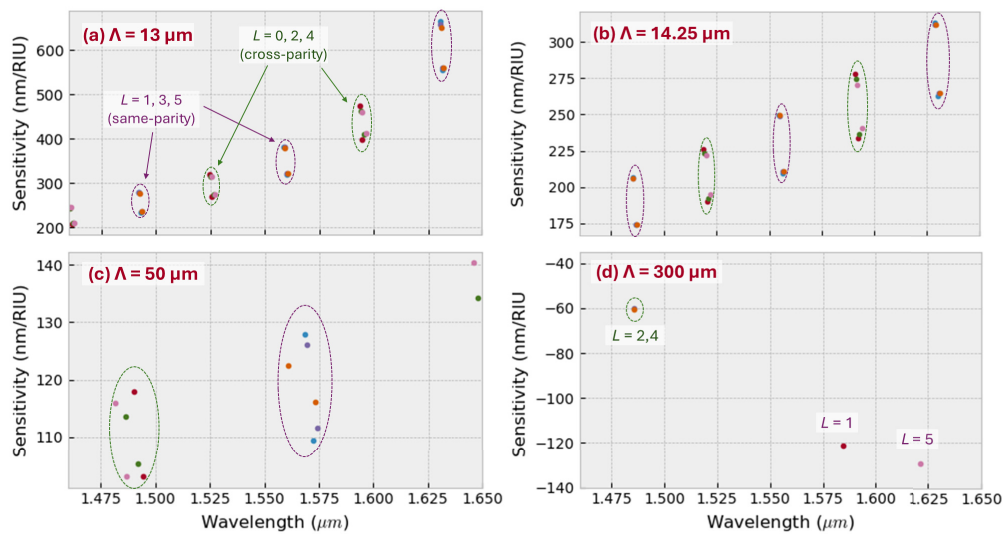 (a) Λ = 13 µm
L = 0, 2, 4
(cross-parity)
L = 1, 3, 5
(same-parity)
Sensitivity (nm/RIU)
600
500
400
300
200
(b) Λ = 14.25 µm
Sensitivity (nm/RIU)
300
275
250
225
200
175
(c) Λ = 50 µm
Sensitivity (nm/RIU)
140
130
120
110
1.475 1.500 1.525 1.550 1.575 1.600 1.625 1.650
Wavelength (μm)
(d) Λ = 300 µm
L = 2,4
L = 1
L = 5
Sensitivity (nm/RIU)
−40
−60
−80
−100
−120
−140
1.475 1.500 1.525 1.550 1.575 1.600 1.625 1.650
Wavelength (μm)